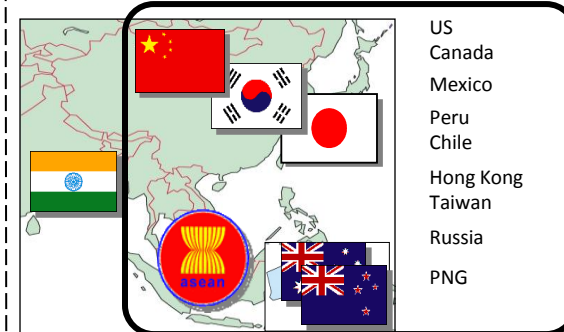 US
Canada
Mexico
Peru
Chile
Hong Kong
Taiwan
Russia
PNG
asean